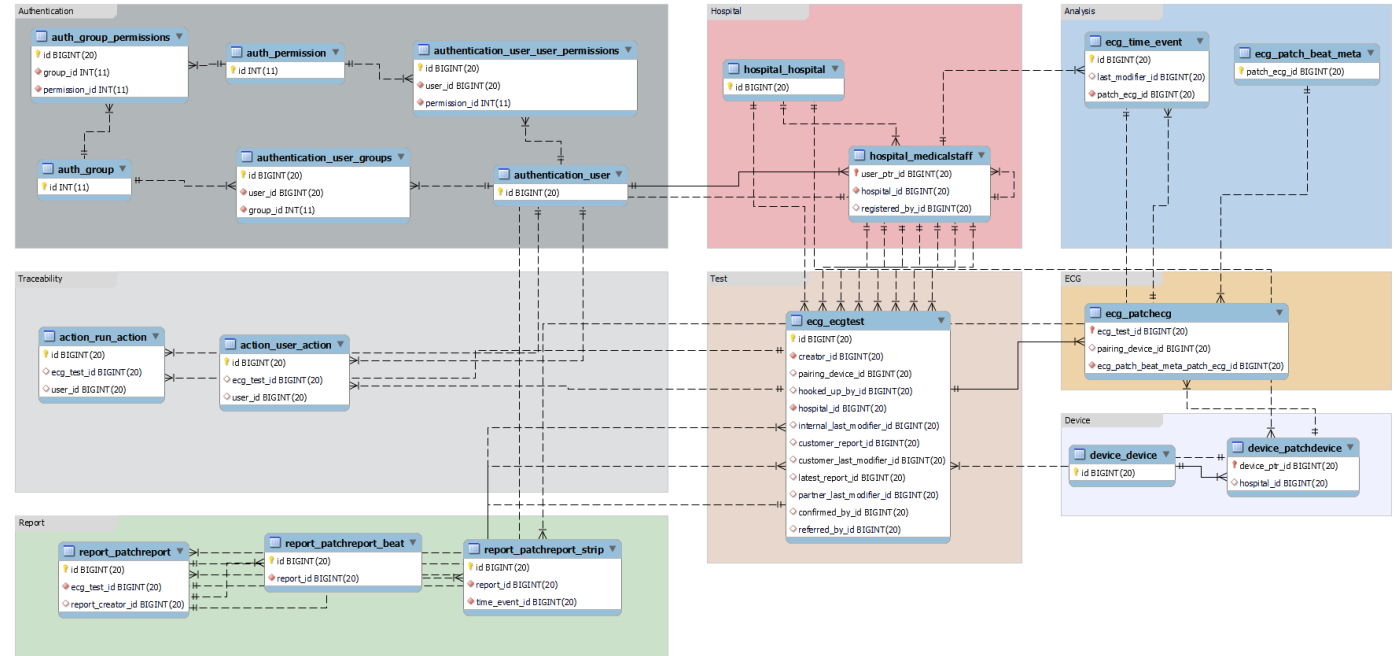 Authentication
auth_group_permissions
id BIGINT(20)
group_id INT(11)
permission_id INT(11)
auth_permission
id INT(11)
authentication_user_user_permissions
id BIGINT(20)
user_id BIGINT(20)
permission_id INT(11)
auth_group
id INT(11)
authentication_user_groups
id BIGINT(20)
user_id BIGINT(20)
group_id INT(11)
authentication_user
id BIGINT(20)
Hospital
hospital_hospital
id BIGINT(20)
hospital_medicalstaff
user_ptr_id BIGINT(20)
hospital_id BIGINT(20)
registered_by_id BIGINT(20)
Analysis
ecg_time_event
id BIGINT(20)
last_modifier_id BIGINT(20)
patch_ecg_id BIGINT(20)
ecg_patch_beat_meta
patch_ecg_id BIGINT(20)
Traceability
action_run_action
id BIGINT(20)
ecg_test_id BIGINT(20)
user_id BIGINT(20)
action_user_action
id BIGINT(20)
ecg_test_id BIGINT(20)
user_id BIGINT(20)
Test
ecg_ecgtest
id BIGINT(20)
creator_id BIGINT(20)
pairing_device_id BIGINT(20)
hooked_up_by_id BIGINT(20)
hospital_id BIGINT(20)
internal_last_modifier_id BIGINT(20)
customer_report_id BIGINT(20)
customer_last_modifier_id BIGINT(20)
latest_report_id BIGINT(20)
partner_last_modifier_id BIGINT(20)
confirmed_by_id BIGINT(20)
referred_by_id BIGINT(20)
ECG
ecg_patchecg
ecg_test_id BIGINT(20)
pairing_device_id BIGINT(20)
ecg_patch_beat_meta_patch_ecg_id BIGINT(20)
Device
device_device
id BIGINT(20)
device_patchdevice
device_ptr_id BIGINT(20)
hospital_id BIGINT(20)
Report
report_patchreport
id BIGINT(20)
ecg_test_id BIGINT(20)
report_creator_id BIGINT(20)
report_patchreport_beat
id BIGINT(20)
report_id BIGINT(20)
report_patchreport_strip
id BIGINT(20)
report_id BIGINT(20)
time_event_id BIGINT(20)